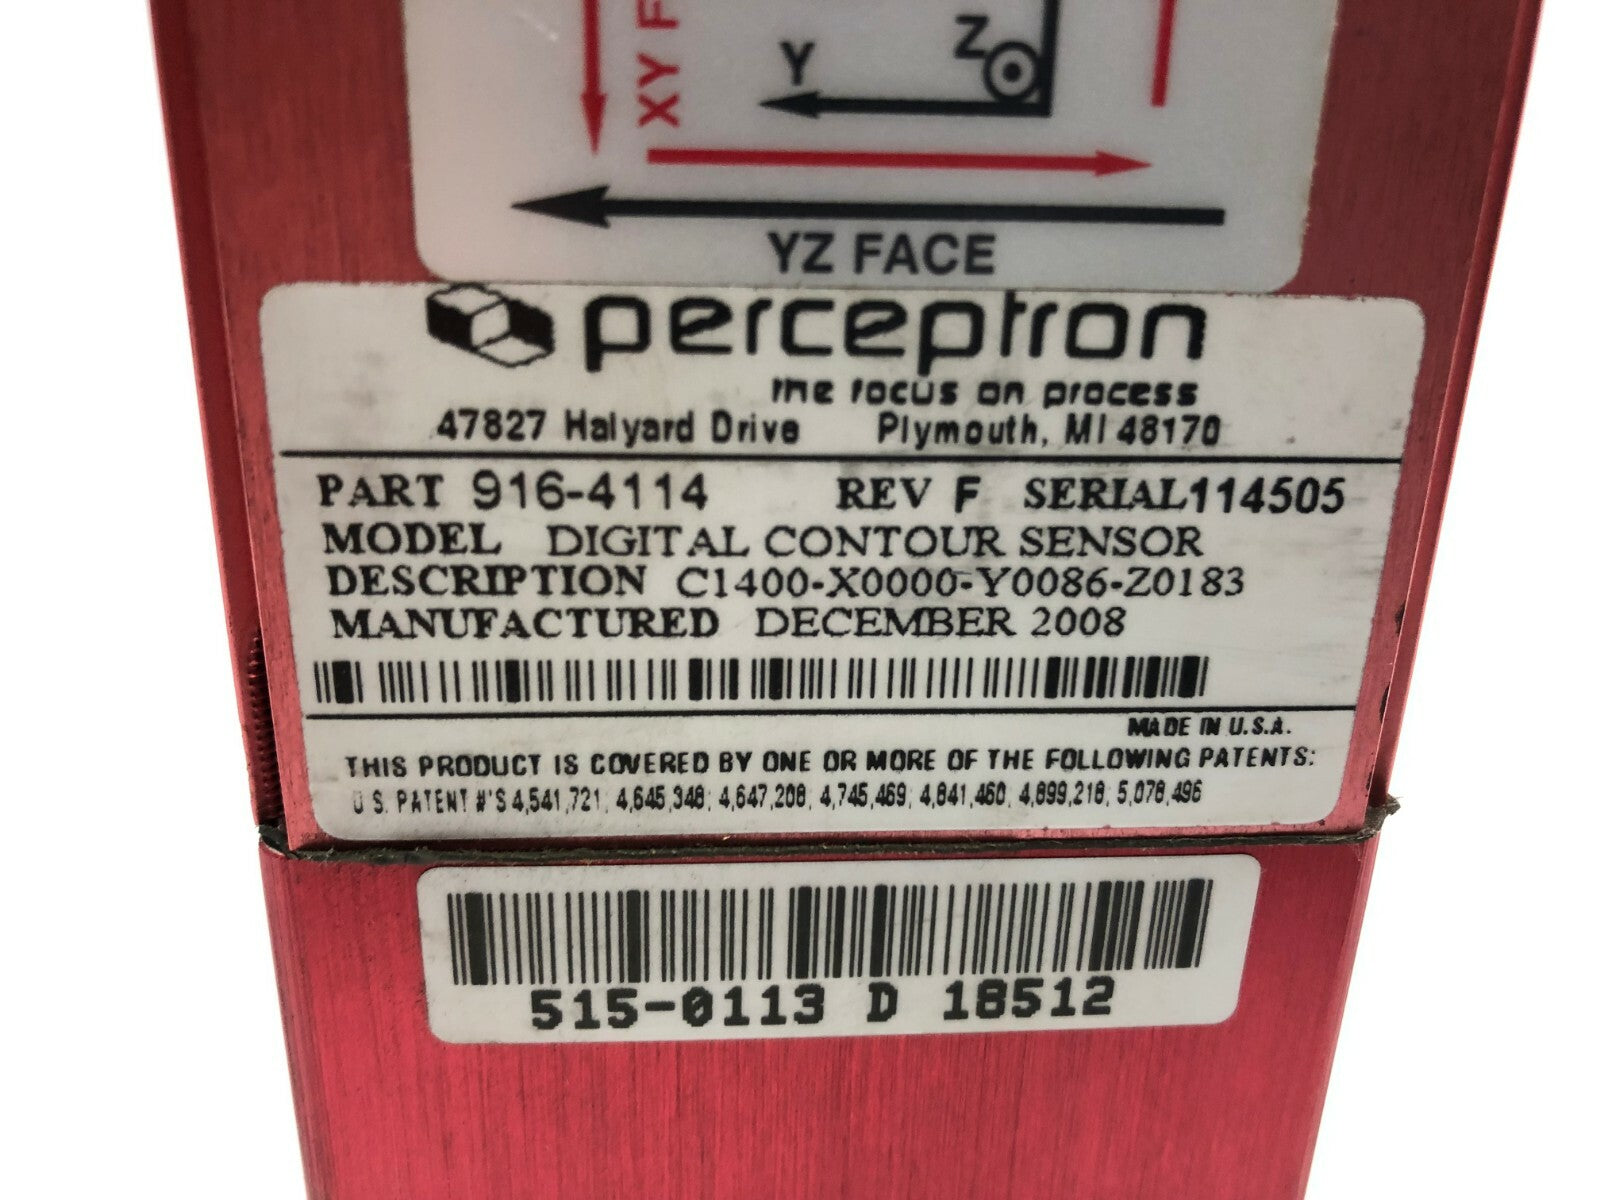 XY F
Y
Z
YZ FACE
perceptron
the focus on process
47827 Halyard Drive Plymouth, MI 48170
PART 916-4114 REV F SERIAL114505
MODEL DIGITAL CONTOUR SENSOR
DESCRIPTION C1400-X0000-Y0086-Z0183
MANUFACTURED DECEMBER 2008
MADE IN U.S.A.
THIS PRODUCT IS COVERED BY ONE OR MORE OF THE FOLLOWING PATENTS:
U S. PATENT #'S 4,541,721; 4,645,348; 4,647,208; 4,745,469; 4,841,460; 4,899,218; 5,078,496
515-0113 D 18512